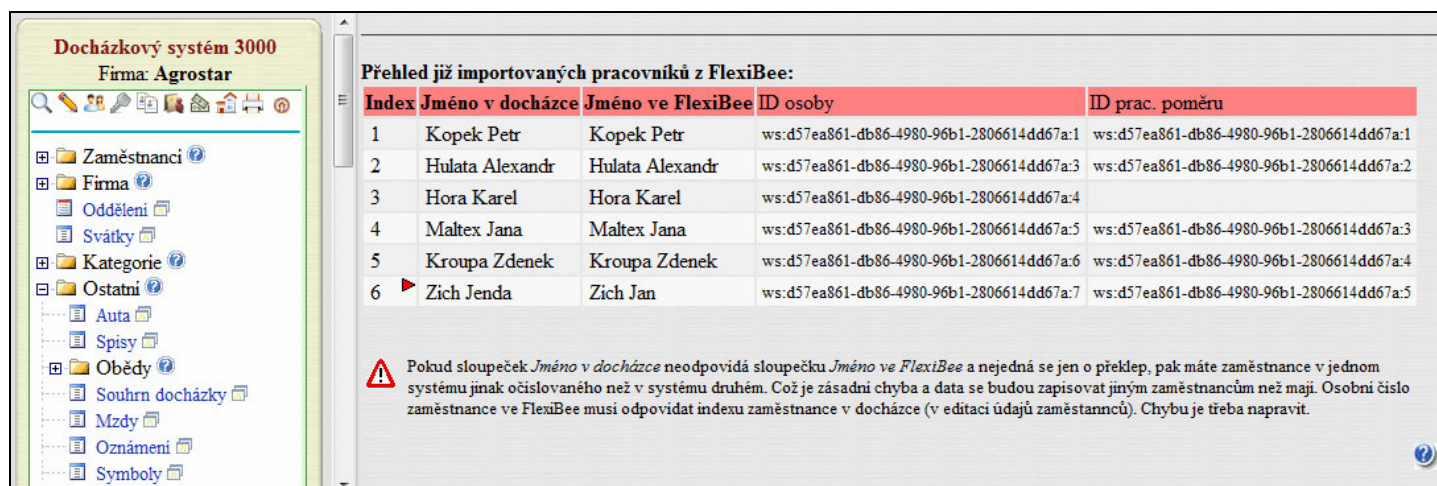 Docházkový systém 3000
Firma: Agrostar
Zaměstnanci
Firma
Oddělení
Svátky
Kategorie
Ostatní
Auta
Spisy
Obědy
Souhrn docházky
Mzdy
Oznámení
Symboly
Přehled již importovaných pracovníků z FlexiBee:
Index Jméno v docházce Jméno ve FlexiBee ID osoby ID prac. poměru
1 Kopek Petr Kopek Petr ws:d57ea861-db86-4980-96b1-2806614dd67a:1 ws:d57ea861-db86-4980-96b1-2806614dd67a:1
2 Hulata Alexandr Hulata Alexandr ws:d57ea861-db86-4980-96b1-2806614dd67a:3 ws:d57ea861-db86-4980-96b1-2806614dd67a:2
3 Hora Karel Hora Karel ws:d57ea861-db86-4980-96b1-2806614dd67a:4
4 Maltex Jana Maltex Jana ws:d57ea861-db86-4980-96b1-2806614dd67a:5 ws:d57ea861-db86-4980-96b1-2806614dd67a:3
5 Kroupa Zdenek Kroupa Zdenek ws:d57ea861-db86-4980-96b1-2806614dd67a:6 ws:d57ea861-db86-4980-96b1-2806614dd67a:4
6 Zich Jenda Zich Jan ws:d57ea861-db86-4980-96b1-2806614dd67a:7 ws:d57ea861-db86-4980-96b1-2806614dd67a:5
Pokud sloupeček Jméno v docházce neodpovídá sloupečku Jméno ve FlexiBee a nejedná se jen o překlep, pak máte zaměstnance v jednom
systému jinak očíslovaného než v systému druhém. Což je zásadní chyba a data se budou zapisovat jiným zaměstnancům než mají. Osobní číslo
zaměstnance ve FlexiBee musí odpovídat indexu zaměstnance v docházce (v editaci údajů zaměstannců). Chybu je třeba napravit.